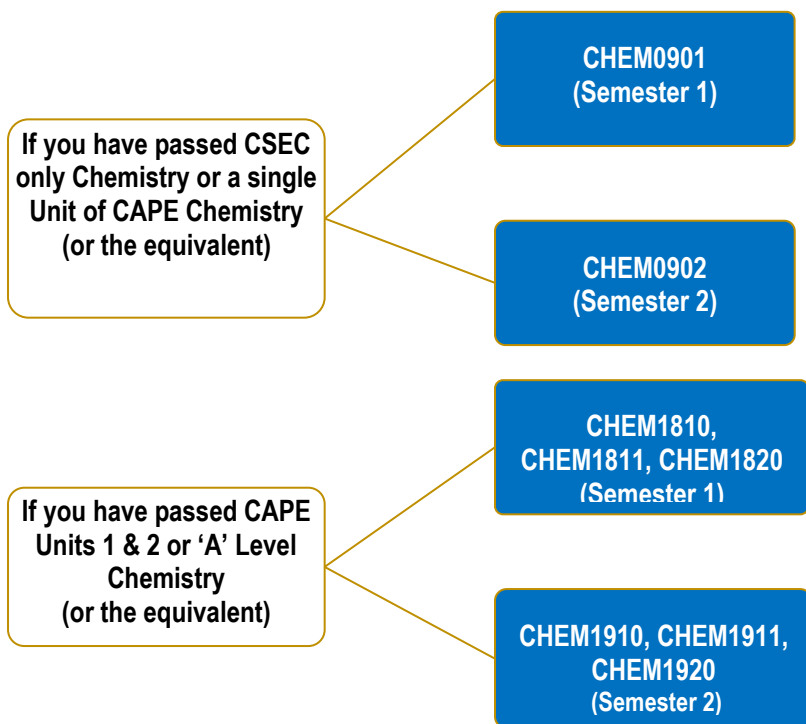 CHEM0901
(Semester 1)
If you have passed CSEC
only Chemistry or a single
Unit of CAPE Chemistry
(or the equivalent)
CHEM0902
(Semester 2)
CHEM1810,
CHEM1811, CHEM1820
(Semester 1)
If you have passed CAPE
Units 1 & 2 or ‘A’ Level
Chemistry
(or the equivalent)
CHEM1910, CHEM1911,
CHEM1920
(Semester 2)